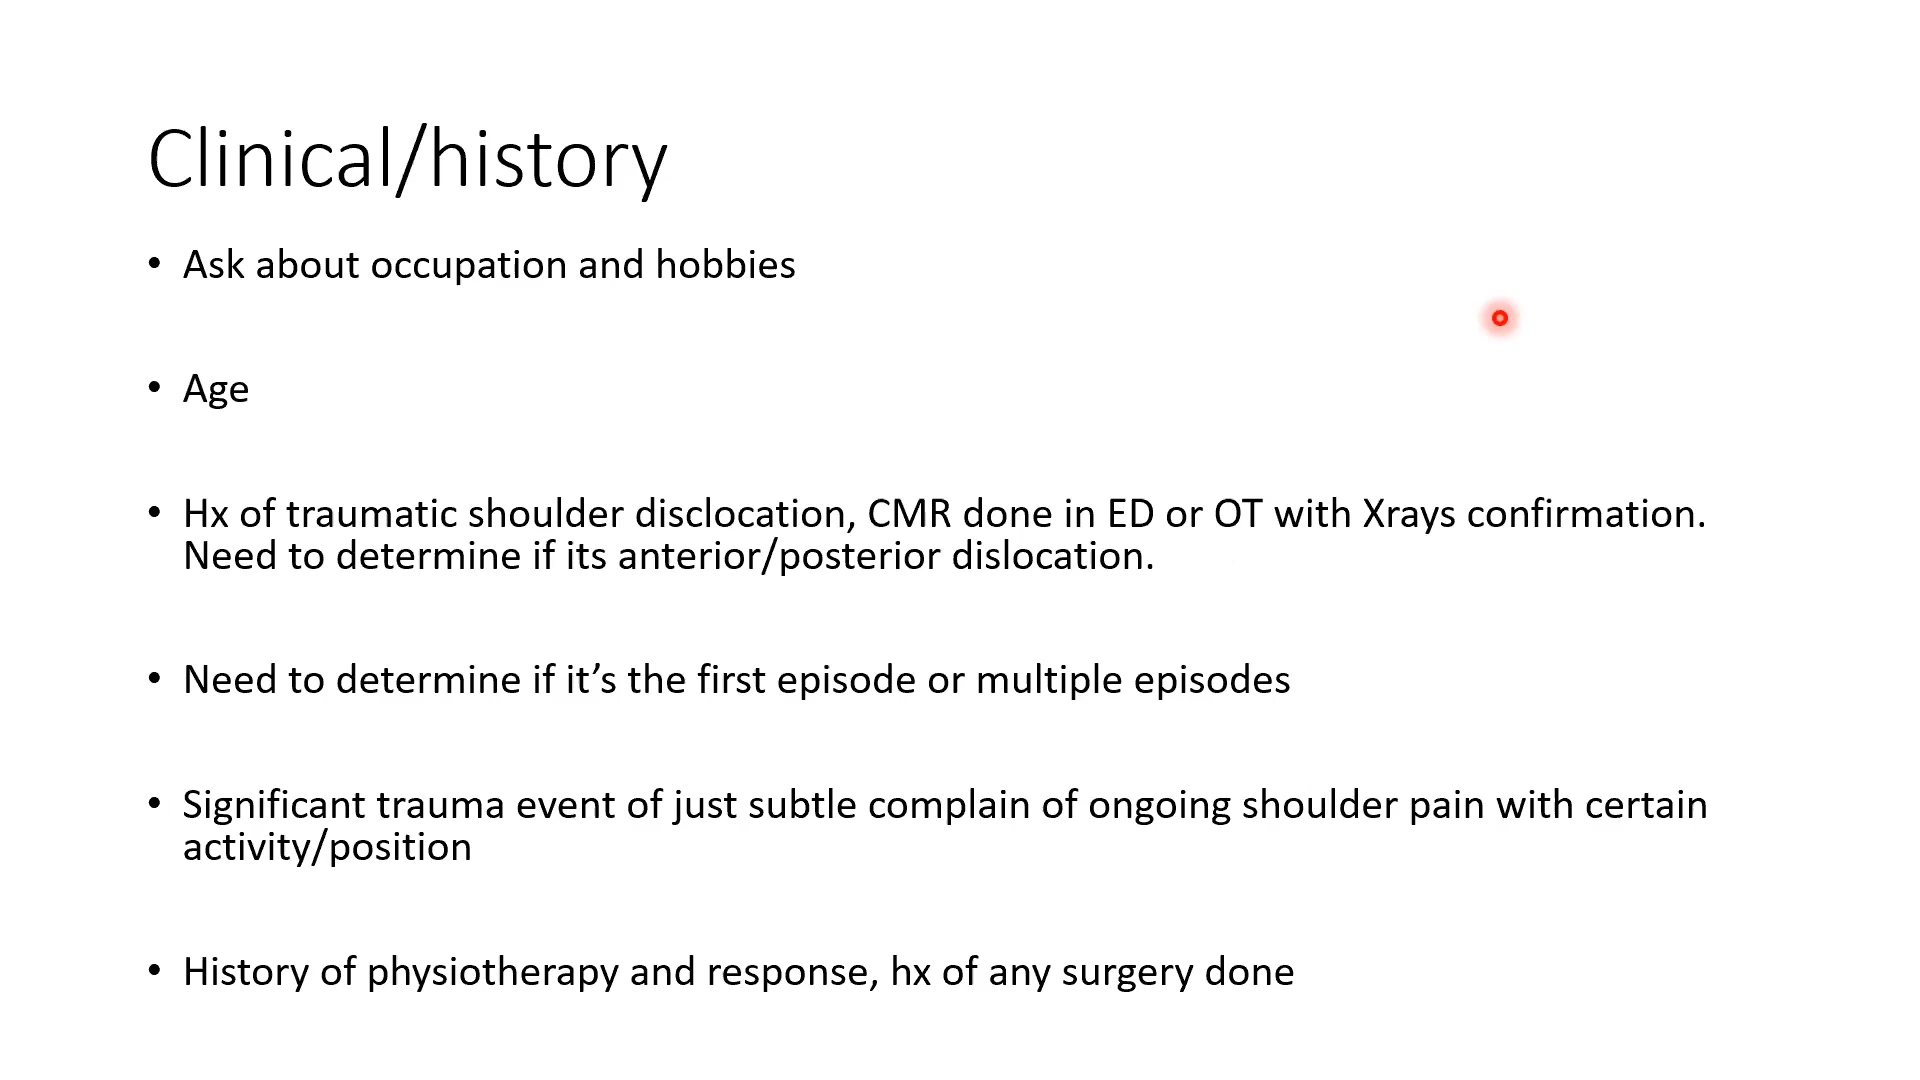 Clinical/history
• Ask about occupation and hobbies
• Age
• Hx of traumatic shoulder disclocation, CMR done in ED or OT with Xrays confirmation.
Need to determine if its anterior/posterior dislocation.
• Need to determine if it’s the first episode or multiple episodes
• Significant trauma event of just subtle complain of ongoing shoulder pain with certain
activity/position
• History of physiotherapy and response, hx of any surgery done